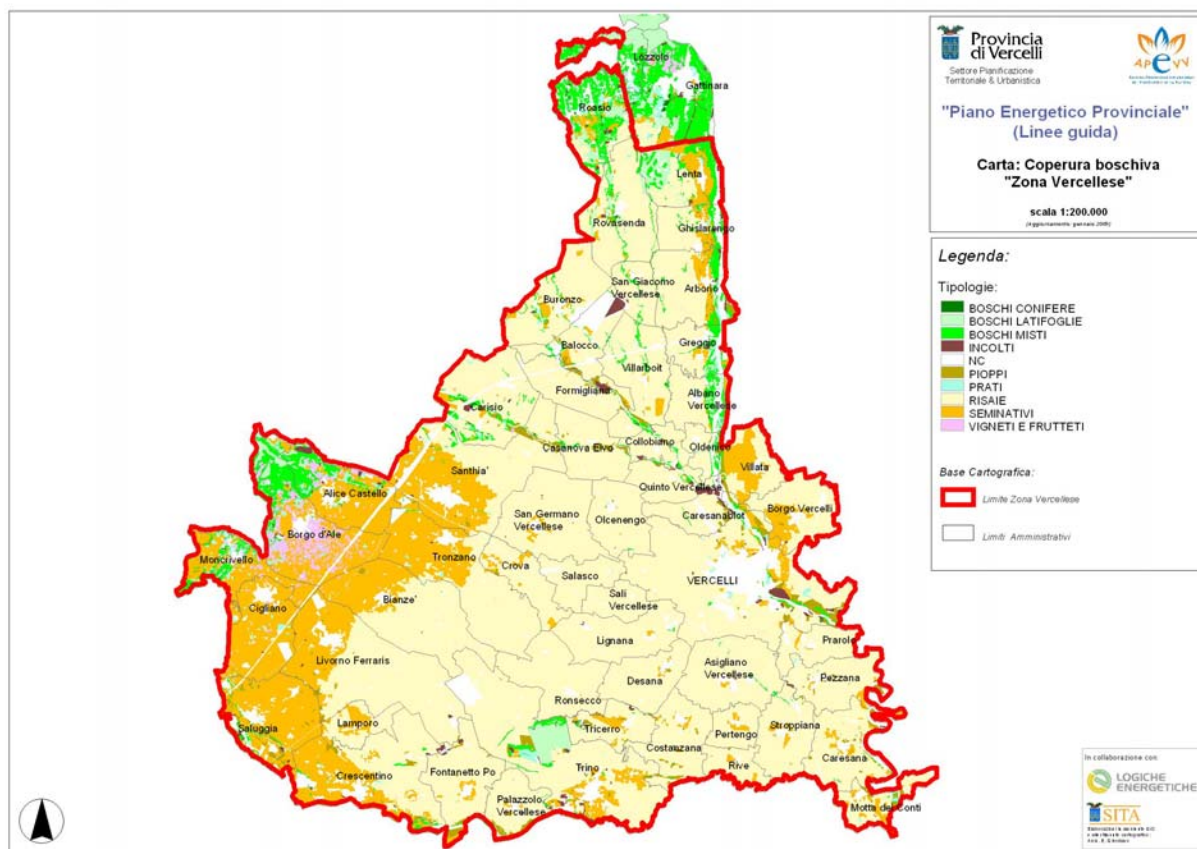 Provincia
di Vercelli
Settore Pianificazione
Territoriale & Urbanistica
APEVV
"Piano Energetico Provinciale"
(Linee guida)
Carta: Coperura boschiva
"Zona Vercellese"
scala 1:200.000
Legenda:
Tipologie:
BOSCHI CONIFERE
BOSCHI LATIFOGLIE
BOSCHI MISTI
INCOLTI
NC
PIOPPI
PRATI
RISAIE
SEMINATIVI
VIGNETI E FRUTTETI
Base Cartografica:
Limite Zona Vercellese
Limiti Amministrativi
In collaborazione con:
LOGICHE
ENERGETICHE
SITA
Lozzolo
Gattinara
Roasio
Lenta
Rovasenda
Ghislarengo
San Giacomo
Vercellese
Arborio
Buronzo
Balocco
Greggio
Villarboit
Formigliana
Albano
Vercellese
Carisio
Casanova Elvo
Collobiano
Oldenico
Villata
Santhia'
Quinto Vercellese
Alice Castello
San Germano
Vercellese
Olcenengo
Caresanablot
Borgo Vercelli
Borgo d'Ale
Moncrivello
Tronzano
Crova
Salasco
VERCELLI
Cigliano
Bianze'
Sali
Vercellese
Lignana
Prarolo
Livorno Ferraris
Asigliano
Vercellese
Desana
Pezzana
Ronsecco
Saluggia
Lamporo
Tricerro
Stroppiana
Pertengo
Costanzana
Caresana
Crescentino
Fontanetto Po
Trino
Rive
Palazzolo
Vercellese
Motta dei Conti